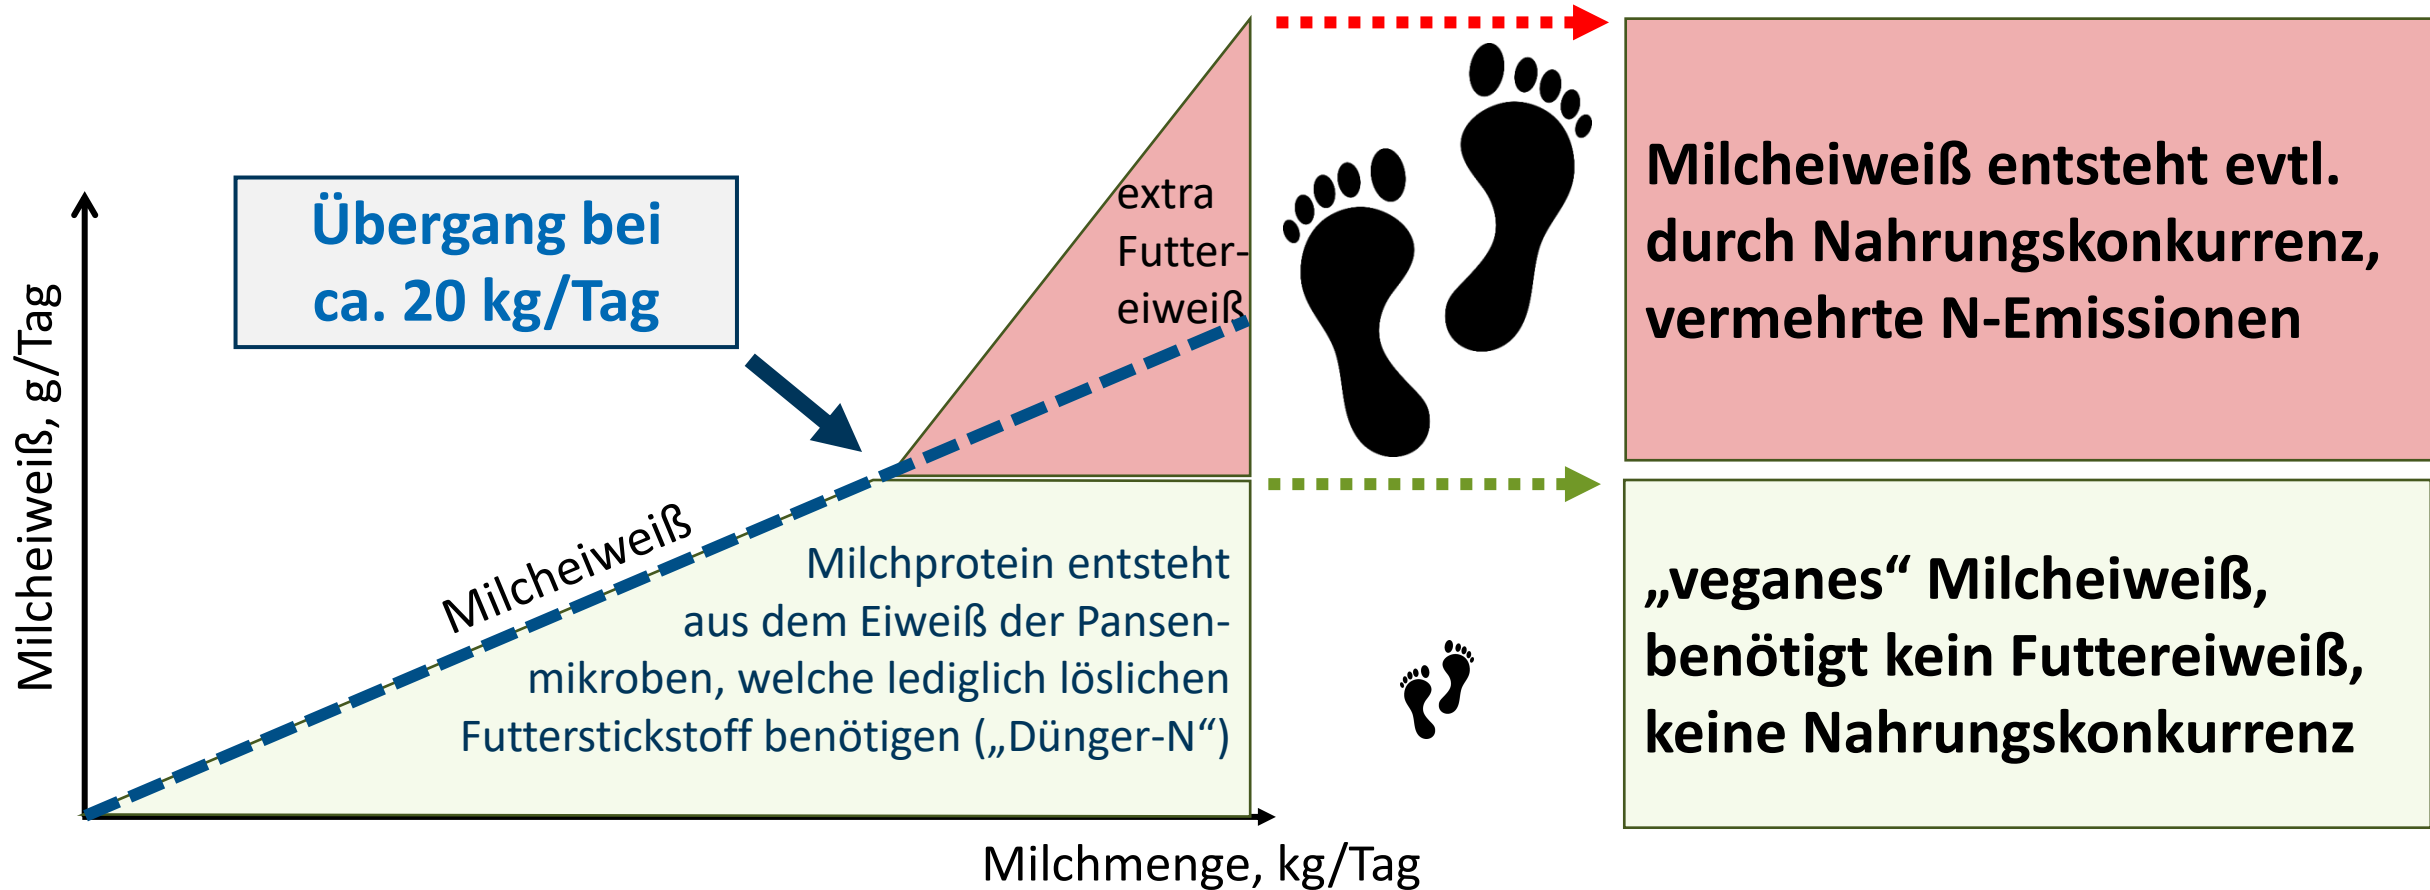 Milcheiweiß, g/Tag
Übergang bei
ca. 20 kg/Tag
Milcheiweiß
extra
Futter-
eiweiß
Milchprotein entsteht
aus dem Eiweiß der Pansen-
mikroben, welche lediglich löslichen
Futterstickstoff benötigen („Dünger-N“)
Milchmenge, kg/Tag
Milcheiweiß entsteht evtl.
durch Nahrungskonkurrenz,
vermehrte N-Emissionen
„veganes“ Milcheiweiß,
benötigt kein Futtereiweiß,
keine Nahrungskonkurrenz